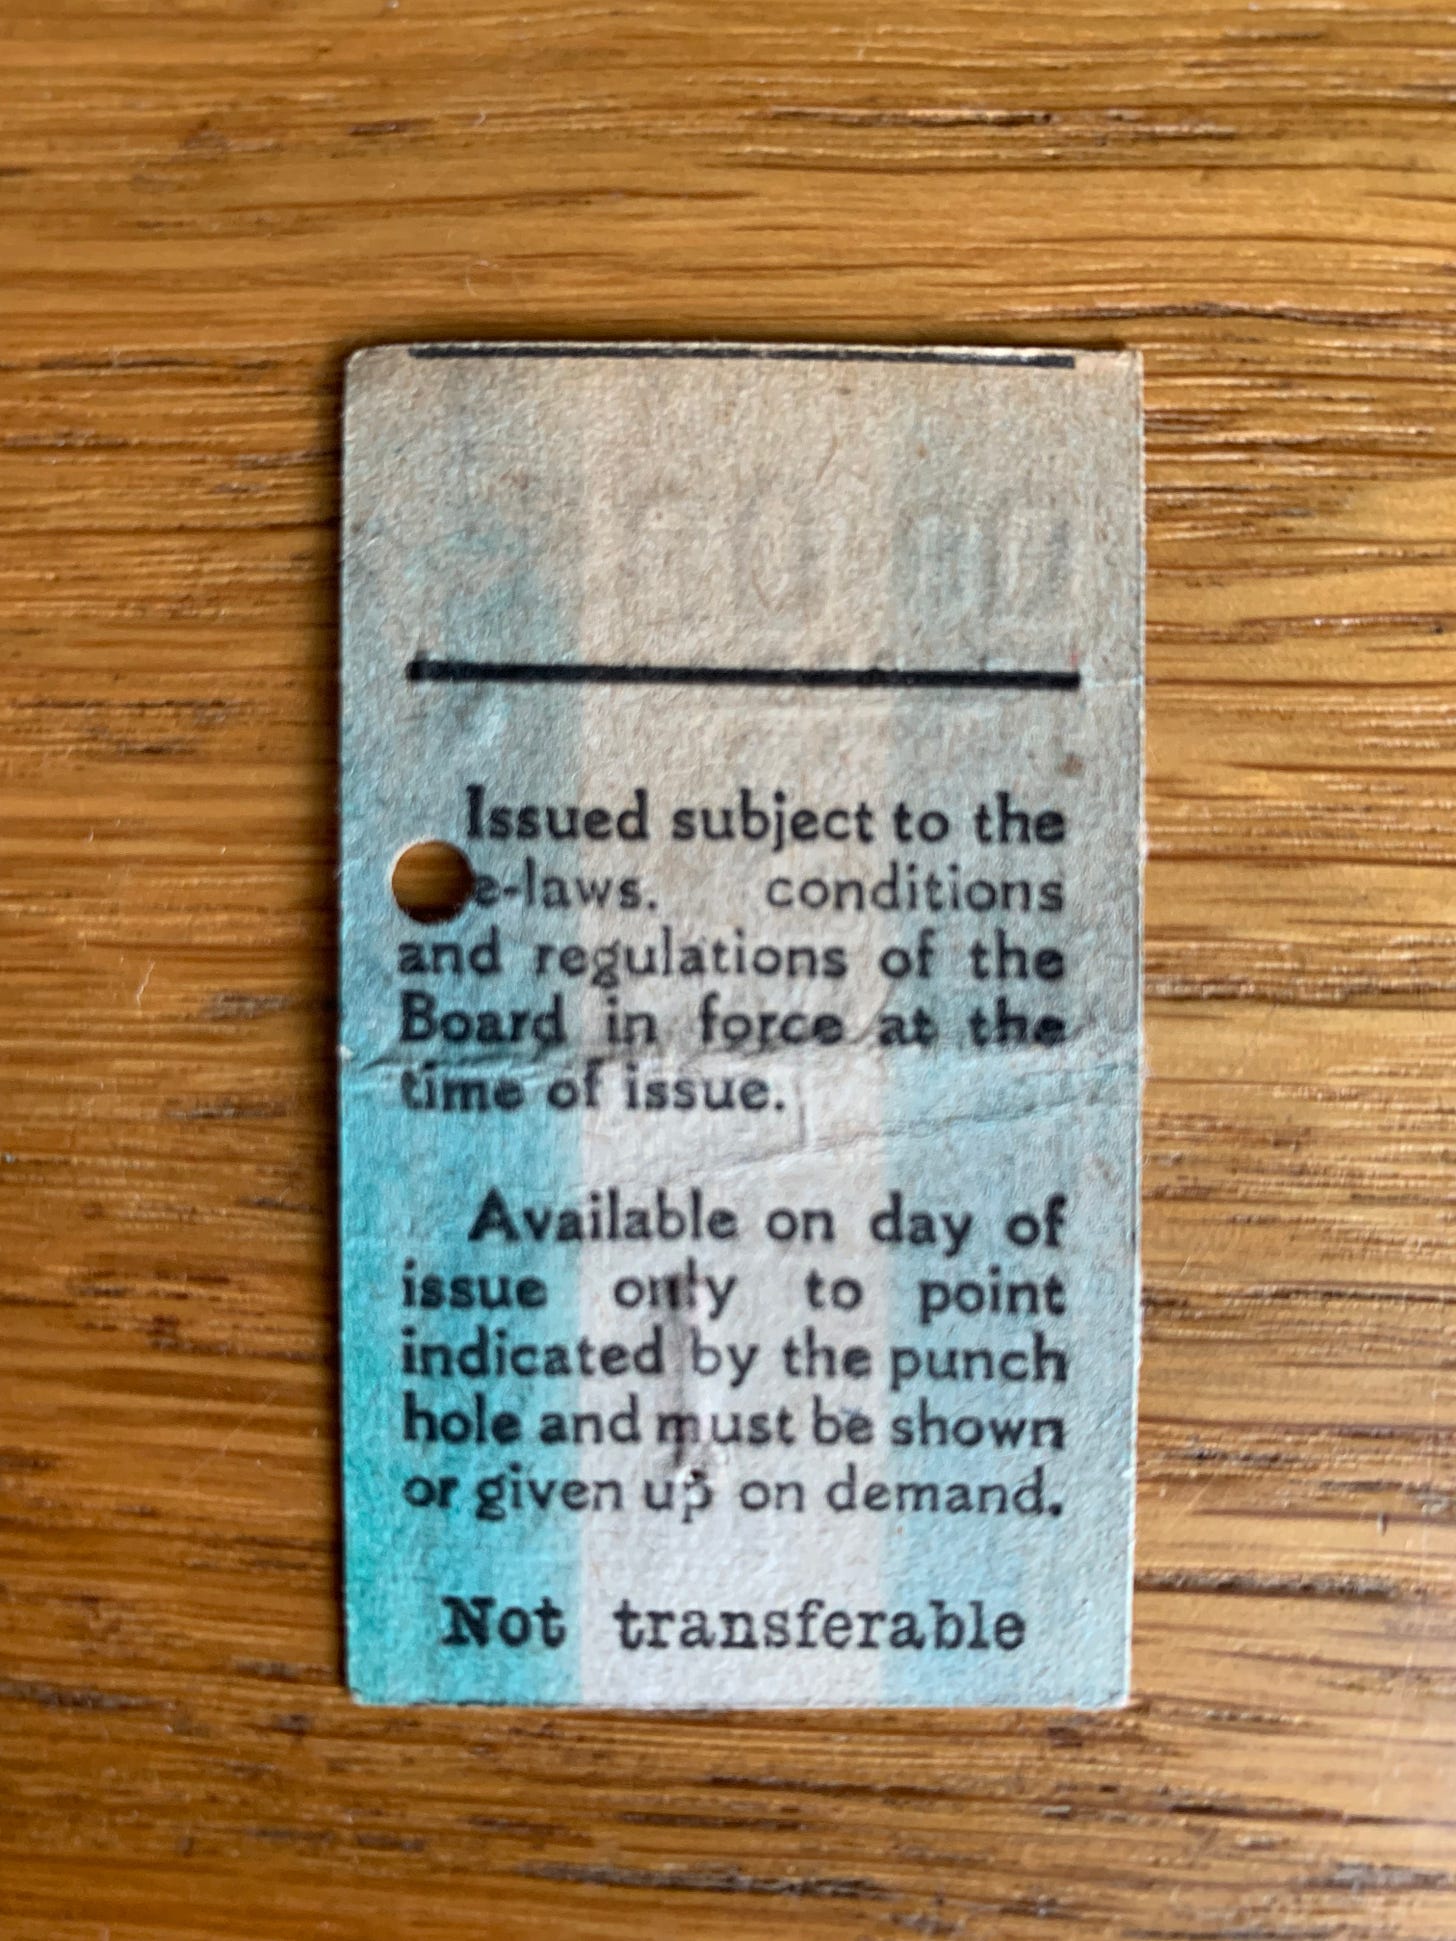 Issued subject to the
e-laws. conditions
and regulations of the
Board in force at the
time of issue.
Available on day of
issue only to point
indicated by the punch
hole and must be shown
or given up on demand.
Not transferable